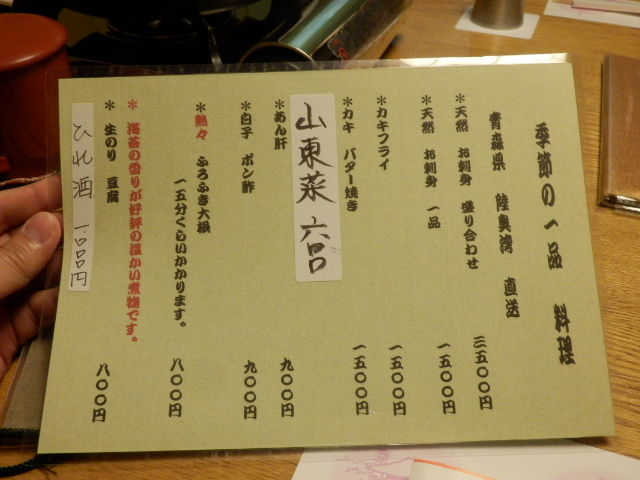 季節の一品 料理
青森県 陸奥湾 直送
＊天然 お刺身 盛り合わせ 三五〇〇円
＊天然 お刺身 一品 一五〇〇円
＊カキフライ 一五〇〇円
＊カキ バター焼き 一五〇〇円
山東菜 六〇〇
＊あん肝 九〇〇円
＊白子 ポン酢 九〇〇円
＊熱々 ふろふき大根 八〇〇円
一五分くらいかかります。
＊海苔の香りが好評の温かい煮物です。
＊生のり 豆腐 八〇〇円
ひれ酒 一〇〇〇円